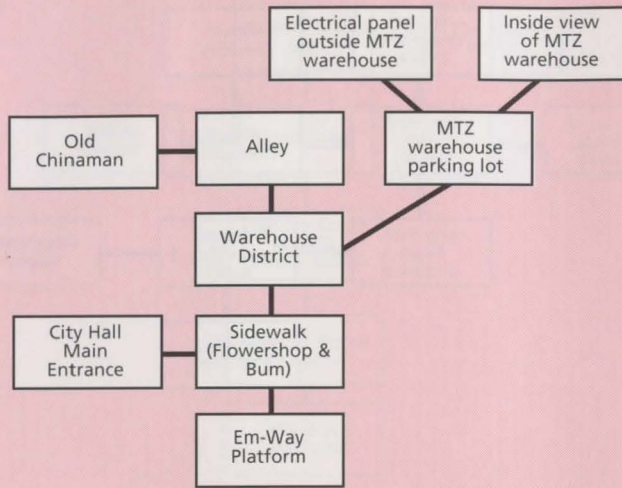 Electrical panel
outside MTZ
warehouse
Inside view
of MTZ
warehouse
Old
Chinaman
Alley
MTZ
warehouse
parking lot
Warehouse
District
City Hall
Main
Entrance
Sidewalk
(Flowershop &
Bum)
Em-Way
Platform